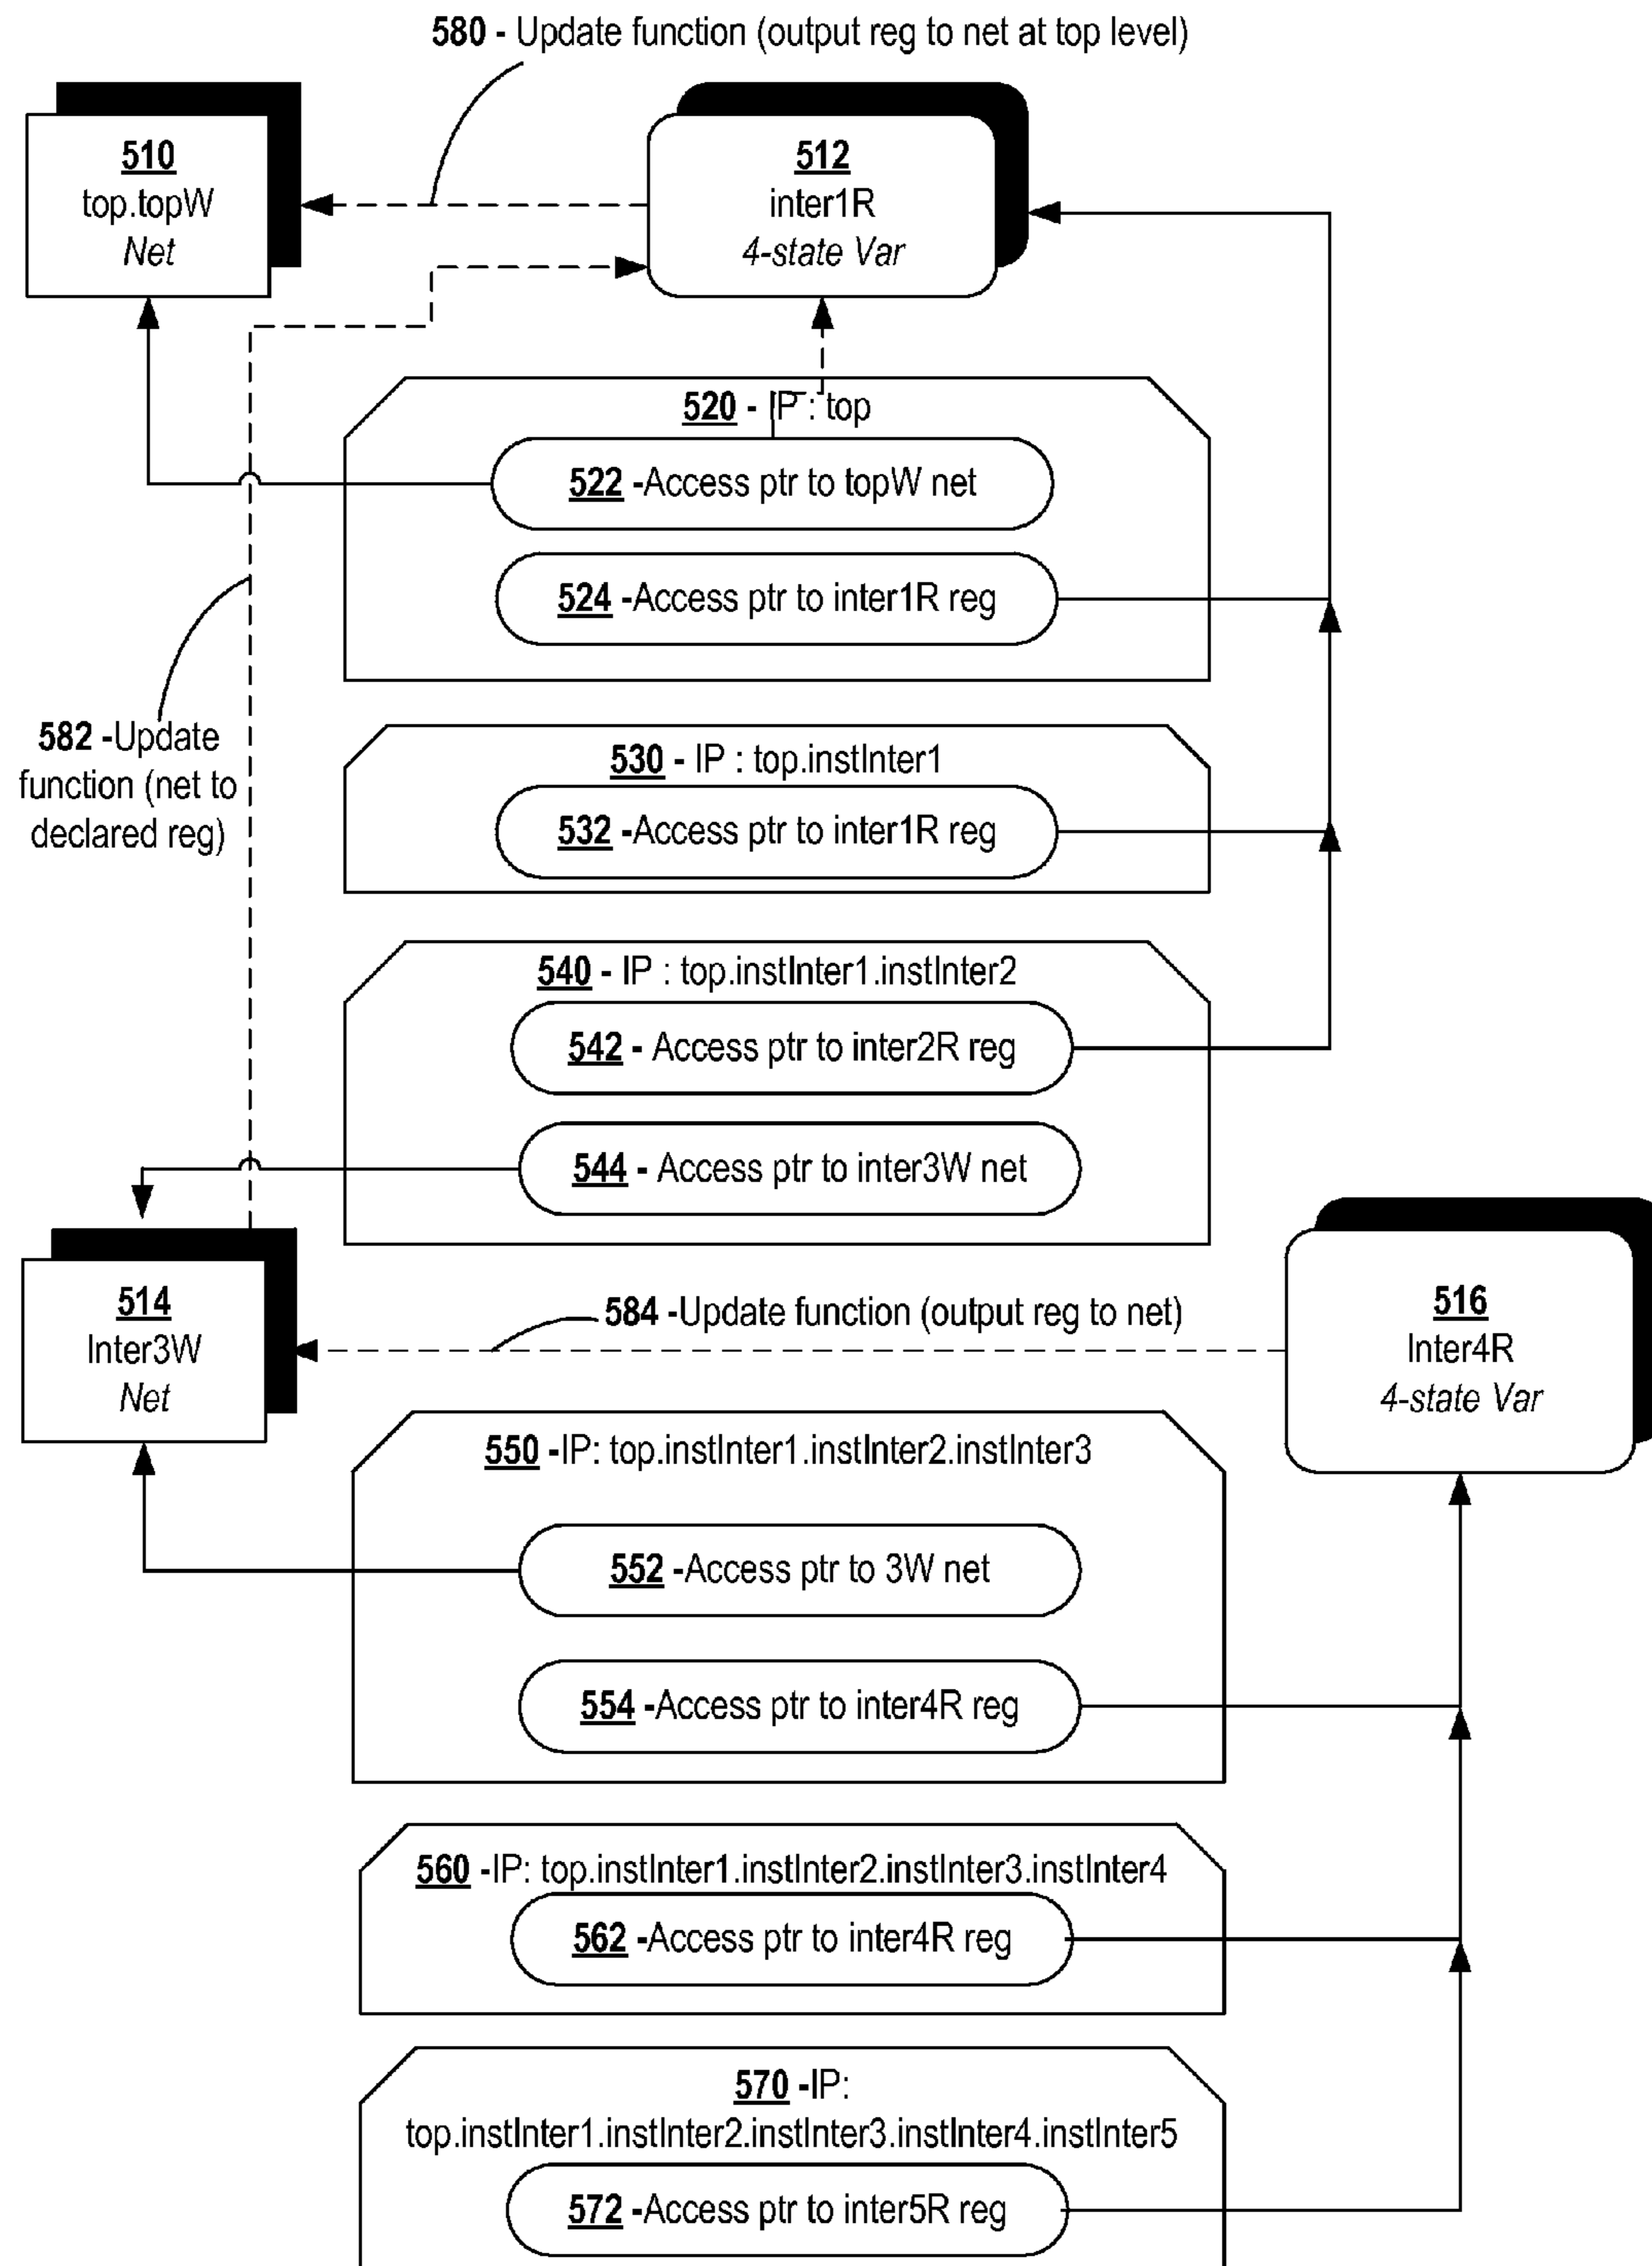 580 - Update function (output reg to net at top level)
510
top.topW
Net
512
inter1R
4-state Var
520 - IP : top
522 -Access ptr to topW net
524 -Access ptr to inter1R reg
582 -Update
function (net to
declared reg)
530 - IP : top.instInter1
532 -Access ptr to inter1R reg
540 - IP : top.instInter1.instInter2
542 - Access ptr to inter2R reg
544 - Access ptr to inter3W net
514
Inter3W
Net
584 -Update function (output reg to net)
516
Inter4R
4-state Var
550 -IP: top.instInter1.instInter2.instInter3
552 -Access ptr to 3W net
554 -Access ptr to inter4R reg
560 -IP: top.instInter1.instInter2.instInter3.instInter4
562 -Access ptr to inter4R reg
570 -IP:
top.instInter1.instInter2.instInter3.instInter4.instInter5
572 -Access ptr to inter5R reg